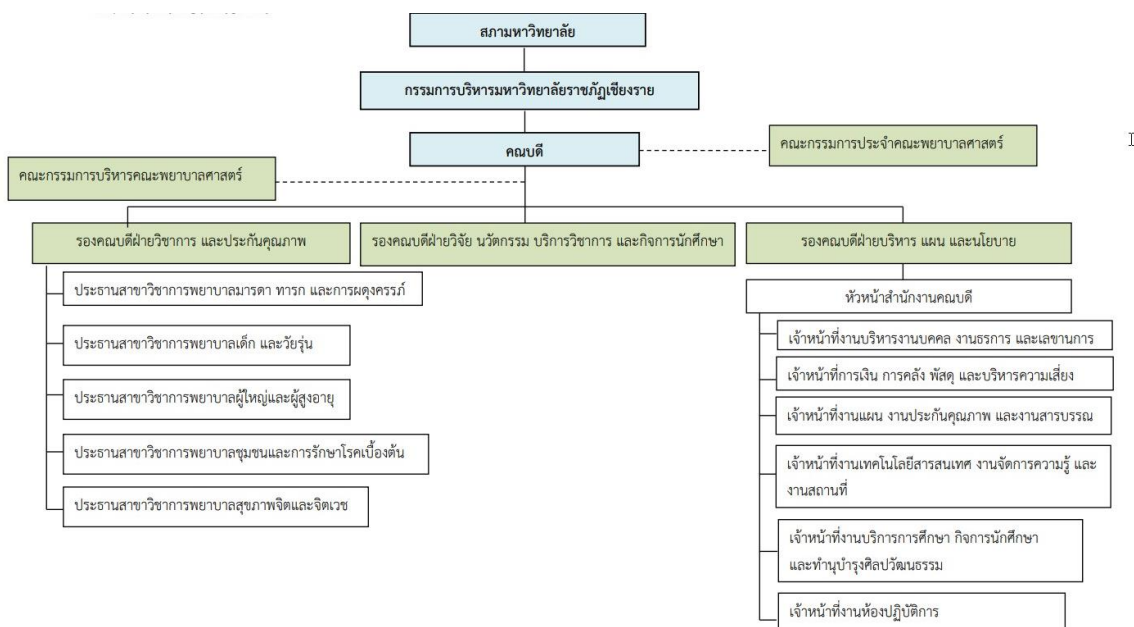 สภามหาวิทยาลัย
กรรมการบริหารมหาวิทยาลัยราชภัฏเชียงราย
คณบดี
คณะกรรมการประจำคณะพยาบาลศาสตร์
คณะกรรมการบริหารคณะพยาบาลศาสตร์
รองคณบดีฝ่ายวิชาการ และประกันคุณภาพ
รองคณบดีฝ่ายวิจัย นวัตกรรม บริการวิชาการ และกิจการนักศึกษา
รองคณบดีฝ่ายบริหาร แผน และนโยบาย
ประธานสาขาวิชาการพยาบาลมารดา ทารก และการผดุงครรภ์
ประธานสาขาวิชาการพยาบาลเด็ก และวัยรุ่น
ประธานสาขาวิชาการพยาบาลผู้ใหญ่และผู้สูงอายุ
ประธานสาขาวิชาการพยาบาลชุมชนและการรักษาโรคเบื้องต้น
ประธานสาขาวิชาการพยาบาลสุขภาพจิตและจิตเวช
หัวหน้าสำนักงานคณบดี
เจ้าหน้าที่งานบริหารงานบุคคล งานธุรการ และเลขานการ
เจ้าหน้าที่การเงิน การคลัง พัสดุ และบริหารความเสี่ยง
เจ้าหน้าที่งานแผน งานประกันคุณภาพ และงานสารบรรณ
เจ้าหน้าที่งานเทคโนโลยีสารสนเทศ งานจัดการความรู้ และ
งานสถานที่
เจ้าหน้าที่งานบริการการศึกษา กิจการนักศึกษา
และทำนุบำรุงศิลปวัฒนธรรม
เจ้าหน้าที่งานห้องปฏิบัติการ